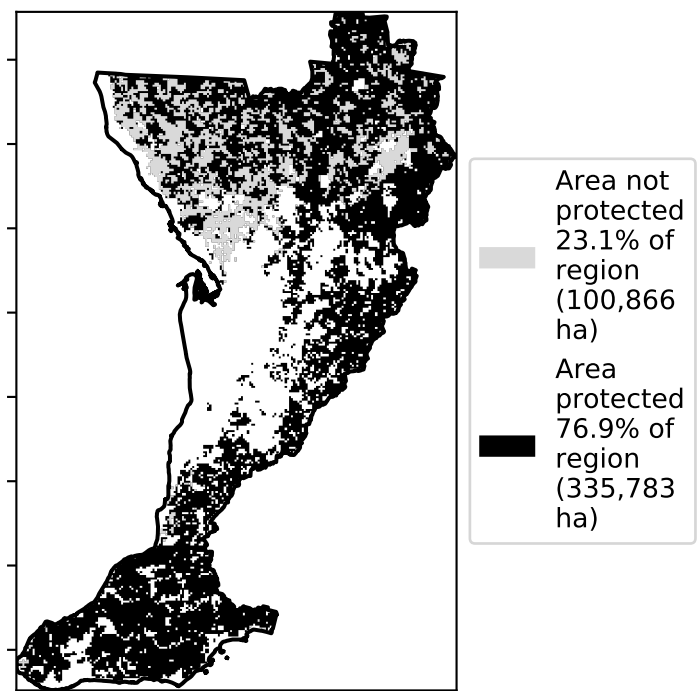 Area not
protected
23.1% of
region
(100,866
ha)
Area
protected
76.9% of
region
(335,783
ha)